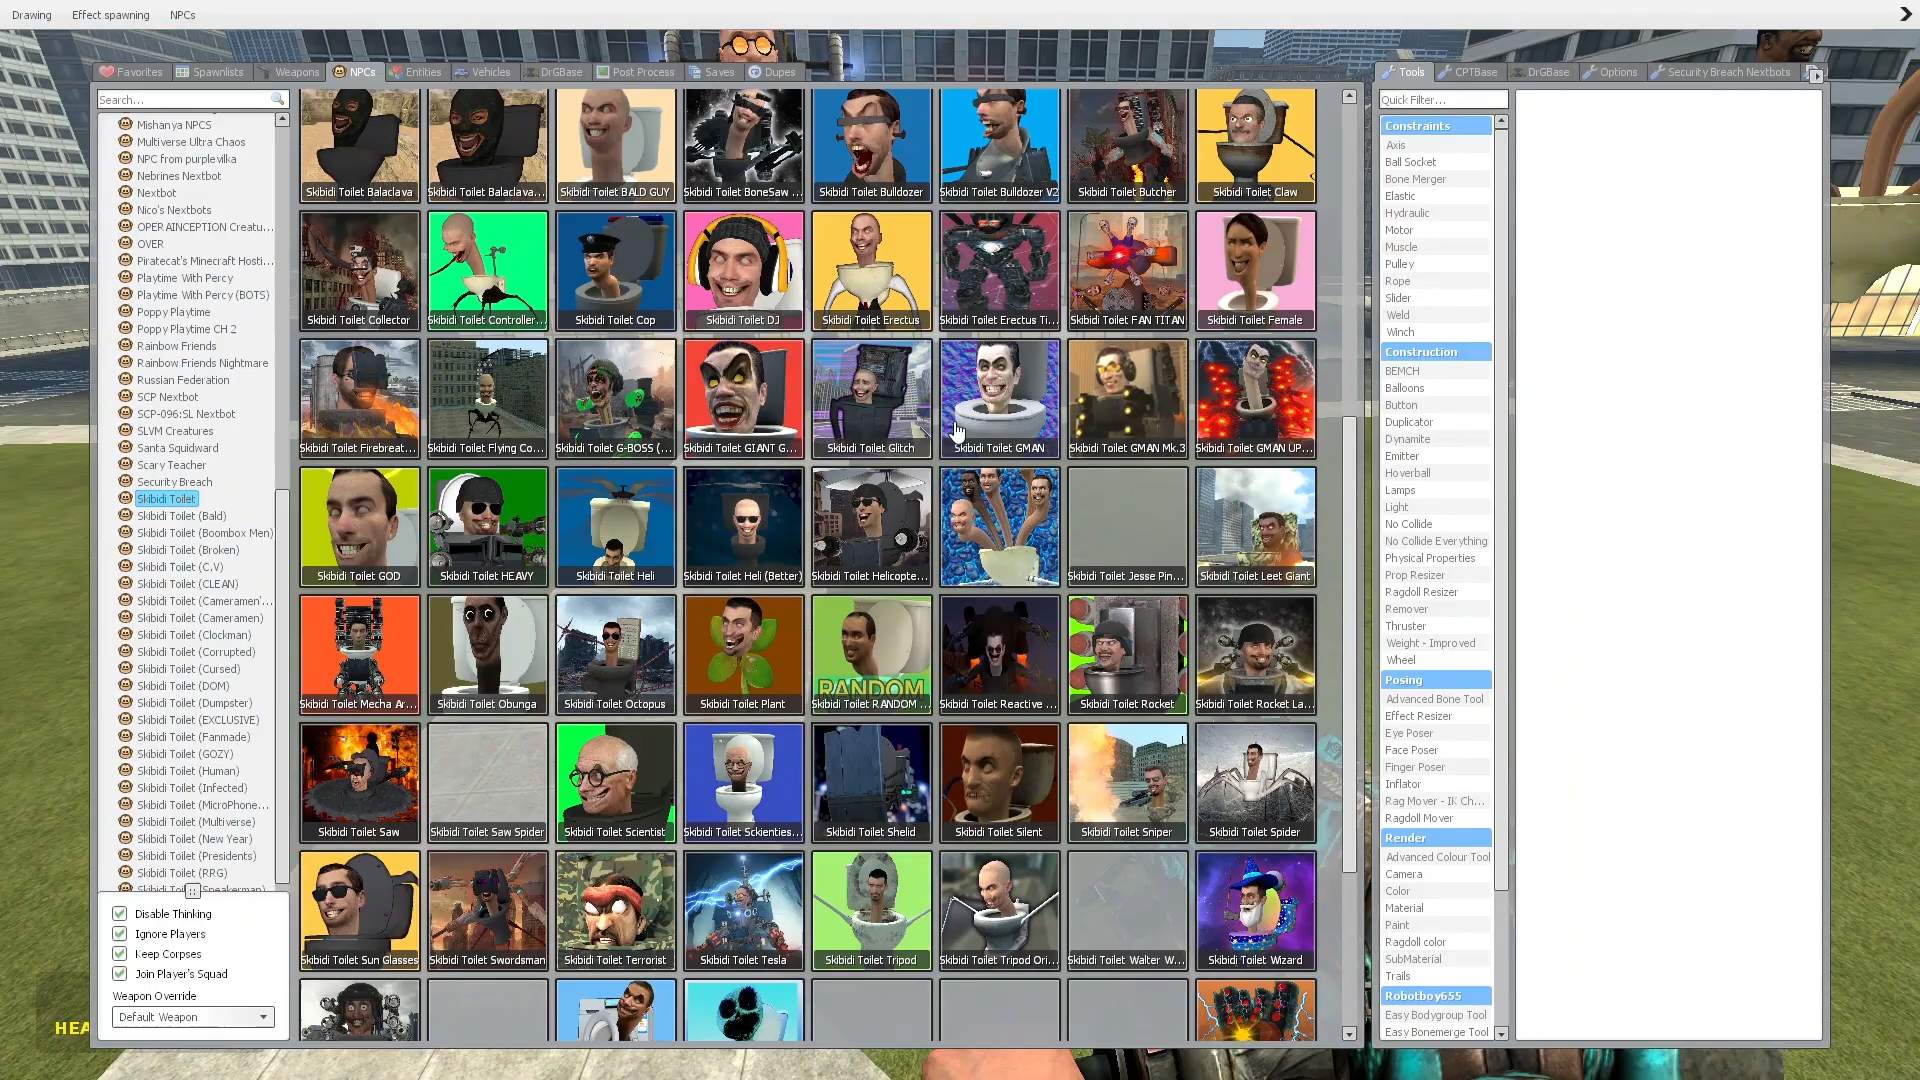 Drawing Effect spawning NPCs
Favorites Spawnlists Weapons NPCs Entities Vehicles DrGBase Post Process Saves Dupes
Tools CPTBase DrGBase Options Security Breach Nextbots
Search...
Mishanya NPCS
Multiverse Ultra Chaos
NPC from purplevilka
Nebrines Nextbot
Nextbot
Nico's Nextbots
OPERAINCEPTION Creatu...
OVER
Piratecat's Minecraft Hosti...
Playtime With Percy
Playtime With Percy (BOTS)
Poppy Playtime
Poppy Playtime CH 2
Rainbow Friends
Rainbow Friends Nightmare
Russian Federation
SCP Nextbot
SCP-096:SL Nextbot
SLVM Creatures
Santa Squidward
Scary Teacher
Security Breach
Skibidi Toilet
Skibidi Toilet (Bald)
Skibidi Toilet (Boombox Men)
Skibidi Toilet (Broken)
Skibidi Toilet (C.V)
Skibidi Toilet (CLEAN)
Skibidi Toilet (Cameramen'...
Skibidi Toilet (Cameramen)
Skibidi Toilet (Clockman)
Skibidi Toilet (Corrupted)
Skibidi Toilet (Cursed)
Skibidi Toilet (DOM)
Skibidi Toilet (Dumpster)
Skibidi Toilet (EXCLUSIVE)
Skibidi Toilet (Fanmade)
Skibidi Toilet (GOZY)
Skibidi Toilet (Human)
Skibidi Toilet (Infected)
Skibidi Toilet (MicroPhone...
Skibidi Toilet (Multiverse)
Skibidi Toilet (New Year)
Skibidi Toilet (Presidents)
Skibidi Toilet (RRG)
Disable Thinking
Ignore Players
Keep Corpses
Join Player's Squad
Weapon Override
Default Weapon
HEA
Skibidi Toilet Balaclava Skibidi Toilet Balaclava... Skibidi Toilet BALD GUY Skibidi Toilet BoneSaw ... Skibidi Toilet Bulldozer Skibidi Toilet Bulldozer V2 Skibidi Toilet Butcher Skibidi Toilet Claw
Skibidi Toilet Collector Skibidi Toilet Controller... Skibidi Toilet Cop Skibidi Toilet DJ Skibidi Toilet Erectus Skibidi Toilet Erectus Ti... Skibidi Toilet FAN TITAN Skibidi Toilet Female
Skibidi Toilet Firebreat... Skibidi Toilet Flying Co... Skibidi Toilet G-BOSS (... Skibidi Toilet GIANT G... Skibidi Toilet Glitch Skibidi Toilet GMAN Skibidi Toilet GMAN Mk.3 Skibidi Toilet GMAN UP...
Skibidi Toilet GOD Skibidi Toilet HEAVY Skibidi Toilet Heli Skibidi Toilet Heli (Better) Skibidi Toilet Helicopte... Skibidi Toilet Jesse Pin... Skibidi Toilet Leet Giant
RANDOM
Skibidi Toilet Mecha Ar... Skibidi Toilet Obunga Skibidi Toilet Octopus Skibidi Toilet Plant Skibidi Toilet RANDOM ... Skibidi Toilet Reactive ... Skibidi Toilet Rocket Skibidi Toilet Rocket La...
Skibidi Toilet Saw Skibidi Toilet Saw Spider Skibidi Toilet Scientist Skibidi Toilet Sckienties... Skibidi Toilet Shelid Skibidi Toilet Silent Skibidi Toilet Sniper Skibidi Toilet Spider
Skibidi Toilet Sun Glasses Skibidi Toilet Swordsman Skibidi Toilet Terrorist Skibidi Toilet Tesla Skibidi Toilet Tripod Skibidi Toilet Tripod Ori... Skibidi Toilet Walter W... Skibidi Toilet Wizard
Quick Filter...
Constraints
Axis
Ball Socket
Bone Merger
Elastic
Hydraulic
Motor
Muscle
Pulley
Rope
Slider
Weld
Winch
Construction
BEMCH
Balloons
Button
Duplicator
Dynamite
Emitter
Hoverball
Lamps
Light
No Collide
No Collide Everything
Physical Properties
Prop Resizer
Ragdoll Resizer
Remover
Thruster
Weight - Improved
Wheel
Posing
Advanced Bone Tool
Effect Resizer
Eye Poser
Face Poser
Finger Poser
Inflator
Rag Mover - IK Ch...
Ragdoll Mover
Render
Advanced Colour Tool
Camera
Color
Material
Paint
Ragdoll color
SubMaterial
Trails
Robotboy655
Easy Bodygroup Tool
Easy Bonemerge Tool